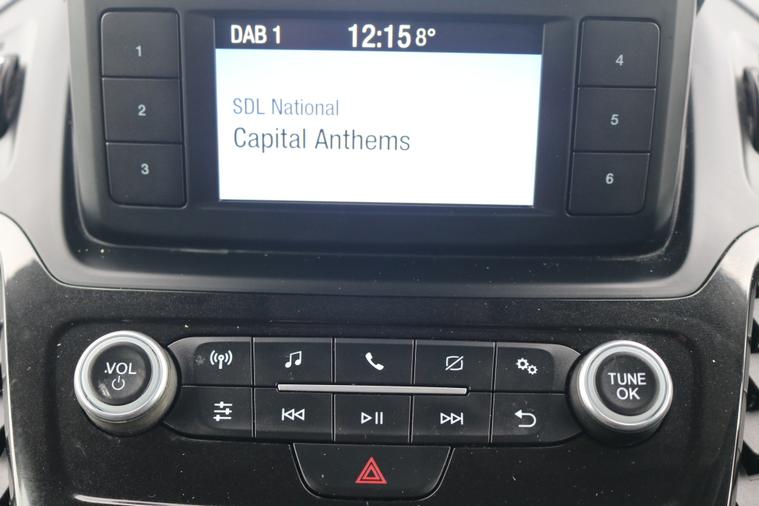 DAB 1 12:15 8°
1
2
3
SDL National
Capital Anthems
4
5
6
VOL
TUNE
OK